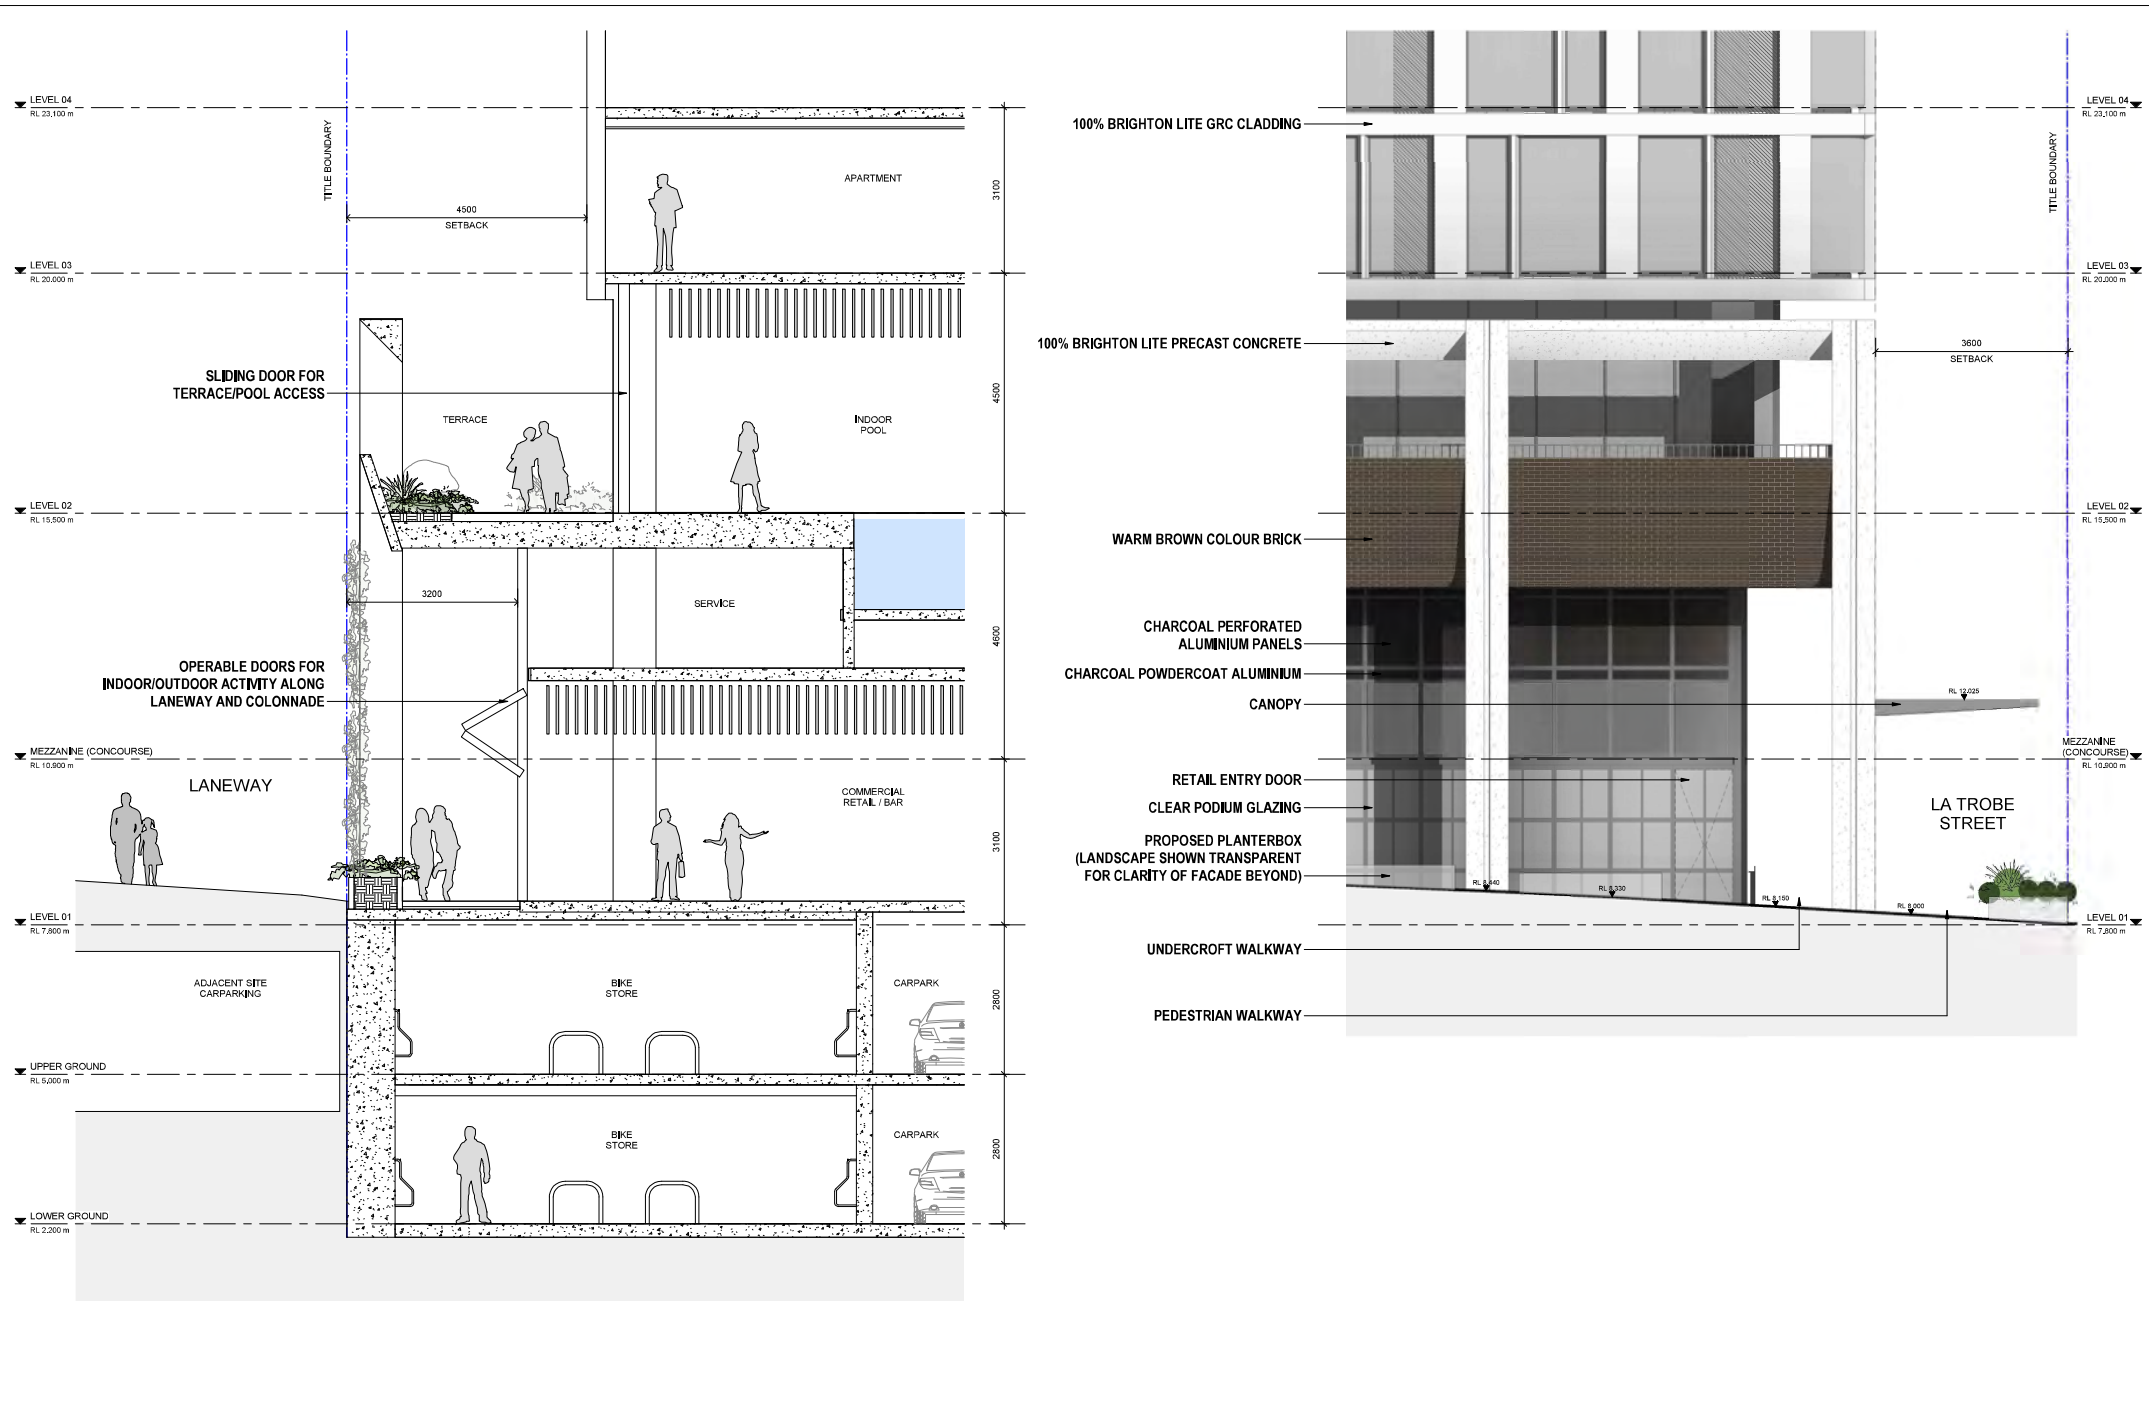 LEVEL 04
RL 23,100 m
TITLE BOUNDARY
4500
SETBACK
APARTMENT
3100
LEVEL 03
RL 20.000 m
SLIDING DOOR FOR
TERRACE/POOL ACCESS
TERRACE
INDOOR
POOL
4500
LEVEL 02
RL 15,500 m
3200
SERVICE
4600
OPERABLE DOORS FOR
INDOOR/OUTDOOR ACTIVITY ALONG
LANEWAY AND COLONNADE
MEZZANINE (CONCOURSE)
RL 10.900 m
LANEWAY
COMMERCIAL
RETAIL / BAR
3100
LEVEL 01
RL 7,800 m
ADJACENT SITE
CARPARKING
BIKE
STORE
CARPARK
2800
UPPER GROUND
RL 5,000 m
BIKE
STORE
CARPARK
2800
LOWER GROUND
RL 2.200 m
100% BRIGHTON LITE GRC CLADDING
100% BRIGHTON LITE PRECAST CONCRETE
WARM BROWN COLOUR BRICK
CHARCOAL PERFORATED
ALUMINIUM PANELS
CHARCOAL POWDERCOAT ALUMINIUM
CANOPY
RETAIL ENTRY DOOR
CLEAR PODIUM GLAZING
PROPOSED PLANTERBOX
(LANDSCAPE SHOWN TRANSPARENT
FOR CLARITY OF FACADE BEYOND)
UNDERCROFT WALKWAY
PEDESTRIAN WALKWAY
LEVEL 04
RL 23,100 m
TITLE BOUNDARY
LEVEL 03
RL 20,000 m
3600
SETBACK
LEVEL 02
RL 15,500 m
RL 12.025
MEZZANINE
(CONCOURSE)
RL 10,900 m
LA TROBE
STREET
RL 8.440
RL 8.330
RL 8.150
RL 8.000
LEVEL 01
RL 7,800 m